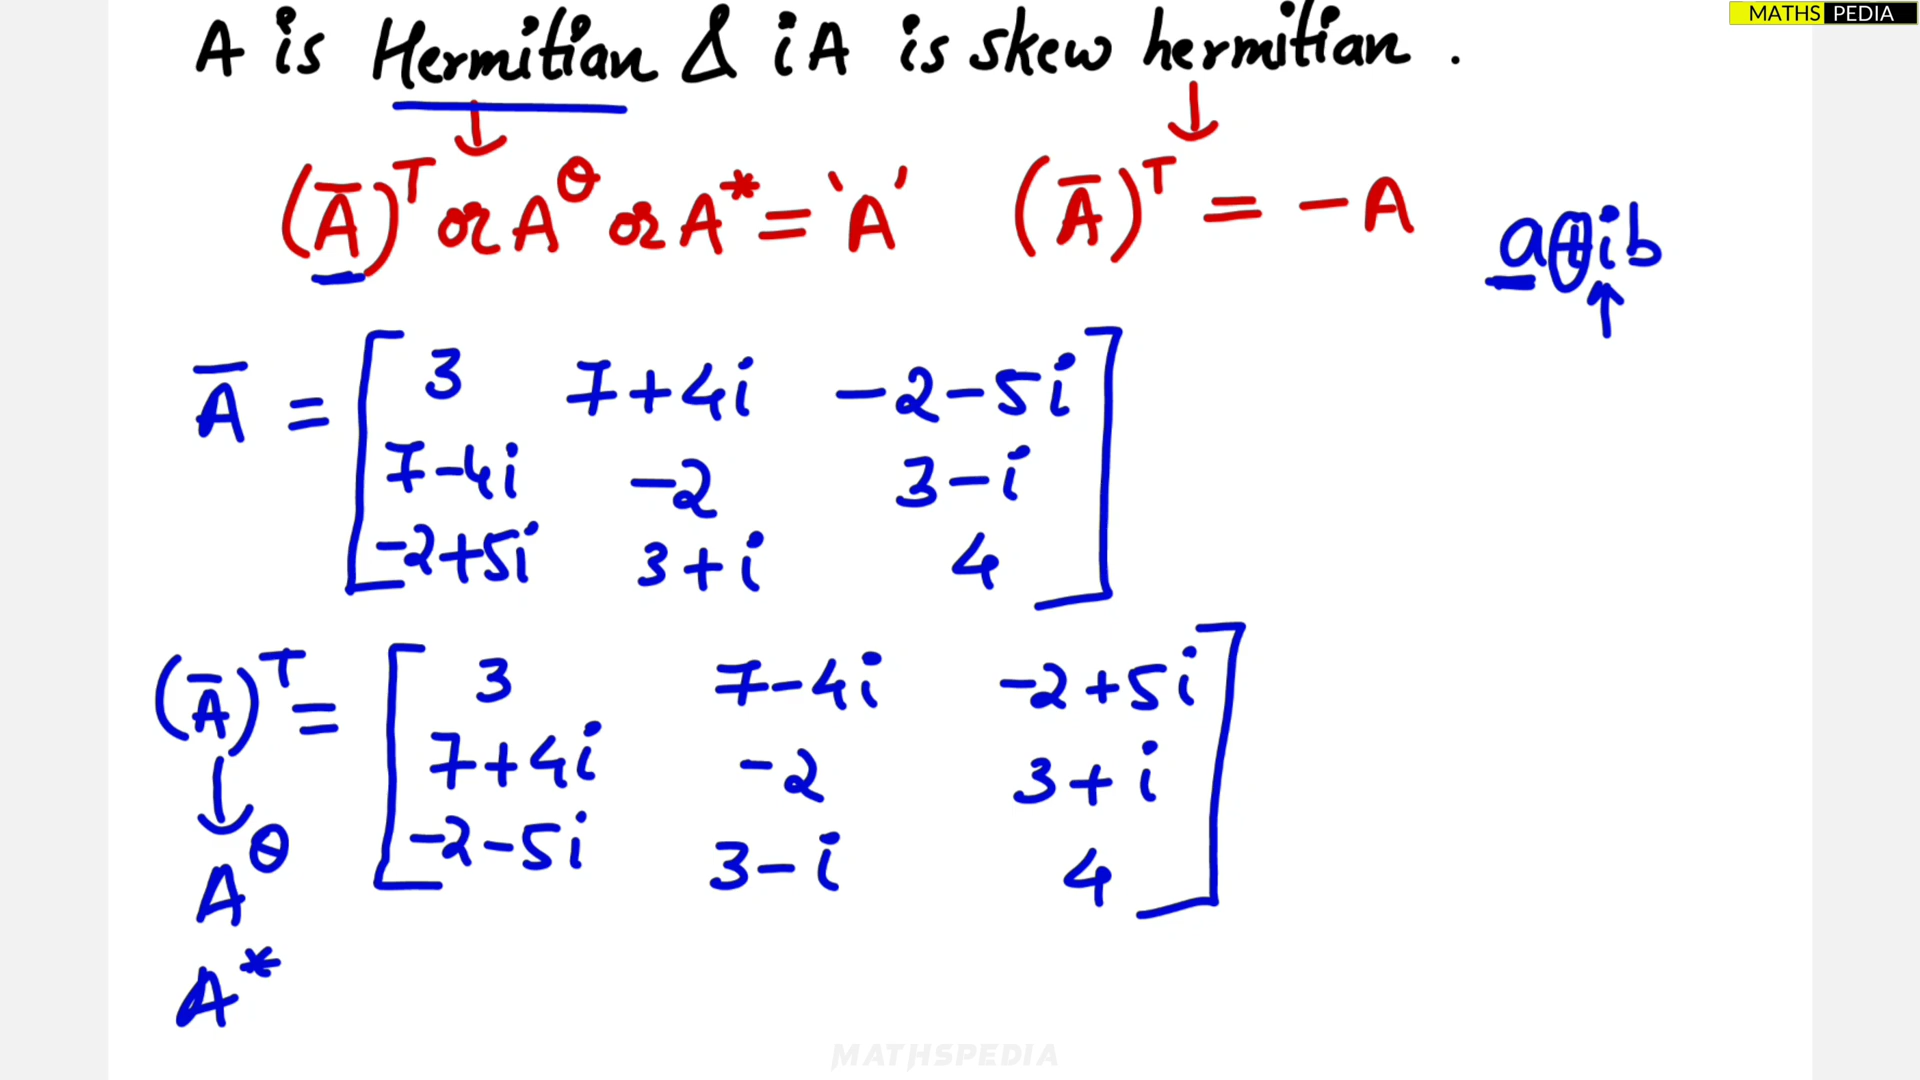 MATHS PEDIA
A is Hermitian & iA is skew hermitian .
(A̅)ᵀ or A^θ or A* = 'A' (A̅)ᵀ = -A
a+ib
A̅ = [ 3 7+4i -2-5i
7-4i -2 3-i
-2+5i 3+i 4 ]
(A̅)ᵀ = [ 3 7-4i -2+5i
7+4i -2 3+i
-2-5i 3-i 4 ]
A^θ
A*
MATHSPEDIA